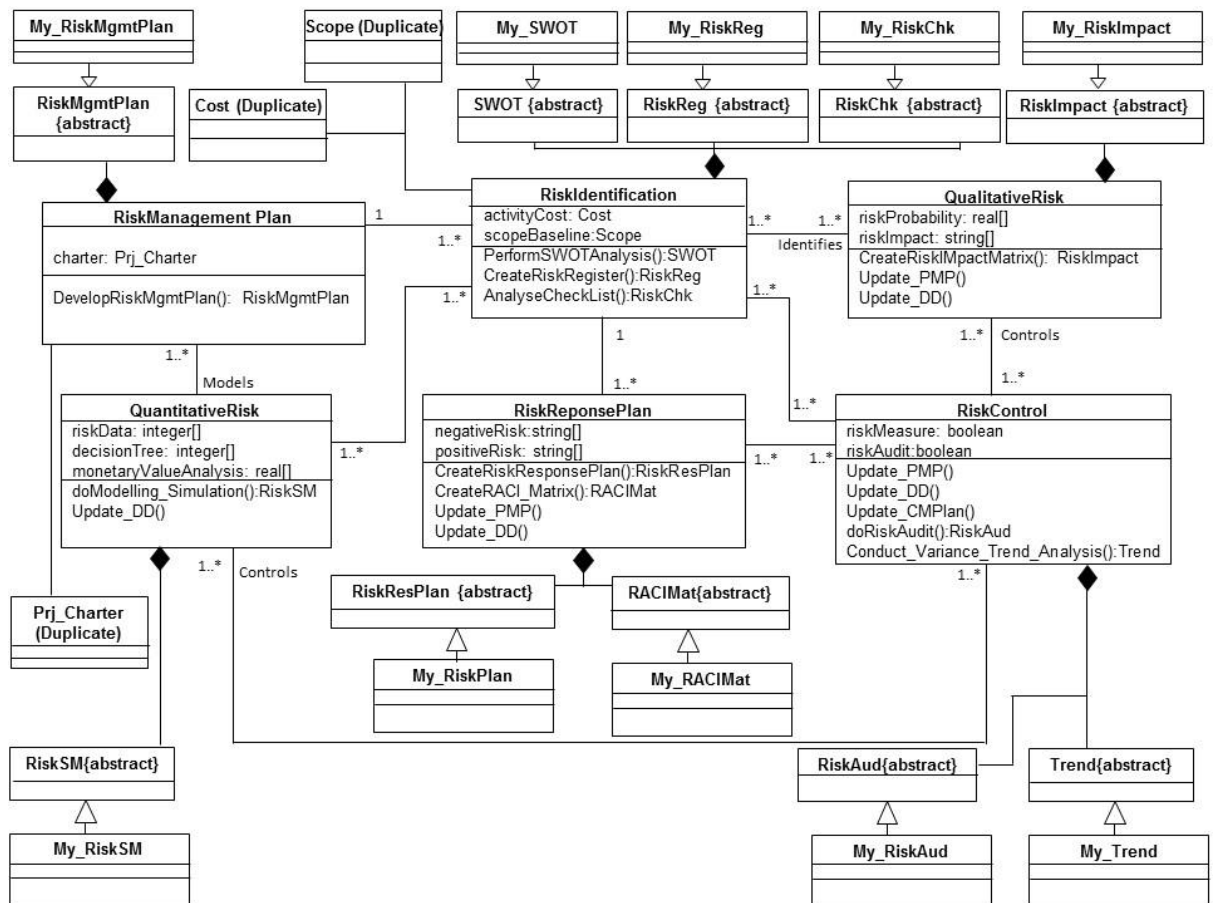 My_RiskMgmtPlan
Scope (Duplicate)
My_SWOT
My_RiskReg
My_RiskChk
My_RiskImpact
RiskMgmtPlan
{abstract}
Cost (Duplicate)
SWOT {abstract}
RiskReg {abstract}
RiskChk {abstract}
RiskImpact {abstract}
RiskManagement Plan
charter: Prj_Charter
DevelopRiskMgmtPlan(): RiskMgmtPlan
1
1..*
RiskIdentification
activityCost: Cost
scopeBaseline:Scope
PerformSWOTAnalysis():SWOT
CreateRiskRegister():RiskReg
AnalyseCheckList():RiskChk
1..*
1..*
Identifies
QualitativeRisk
riskProbability: real[]
riskImpact: string[]
CreateRiskIMpactMatrix(): RiskImpact
Update_PMP()
Update_DD()
1..*
1..*
1..*
Models
1
1..*
1..*
Controls
1..*
1..*
QuantitativeRisk
riskData: integer[]
decisionTree: integer[]
monetaryValueAnalysis: real[]
doModelling_Simulation():RiskSM
Update_DD()
1..*
RiskReponsePlan
negativeRisk:string[]
positiveRisk: string[]
CreateRiskResponsePlan():RiskResPlan
CreateRACI_Matrix():RACIMat
Update_PMP()
Update_DD()
1..*
1..*
RiskControl
riskMeasure: boolean
riskAudit:boolean
Update_PMP()
Update_DD()
Update_CMPlan()
doRiskAudit():RiskAud
Conduct_Variance_Trend_Analysis():Trend
1..*
Controls
1..*
Prj_Charter
(Duplicate)
RiskResPlan {abstract}
RACIMat{abstract}
My_RiskPlan
My_RACIMat
RiskSM{abstract}
RiskAud{abstract}
Trend{abstract}
My_RiskSM
My_RiskAud
My_Trend